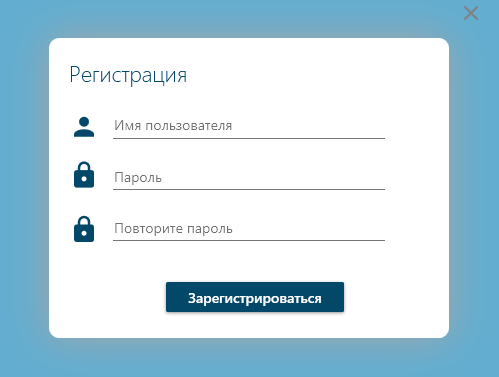 Регистрация
Имя пользователя
Пароль
Повторите пароль
Зарегистрироваться